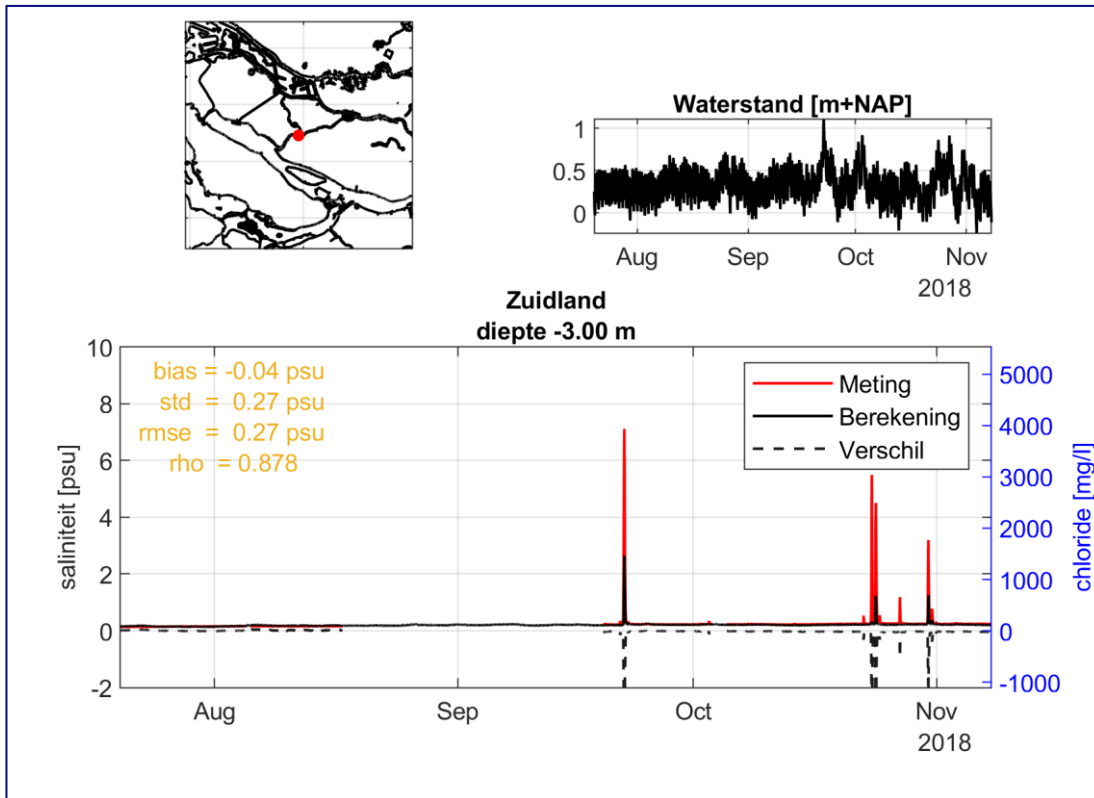 Waterstand [m+NAP]
1
0.5
0
Aug Sep Oct Nov
2018
Zuidland
diepte -3.00 m
bias = -0.04 psu
std = 0.27 psu
rmse = 0.27 psu
rho = 0.878
Meting
Berekening
Verschil
saliniteit [psu]
10
8
6
4
2
0
-2
chloride [mg/l]
5000
4000
3000
2000
1000
0
-1000
Aug Sep Oct Nov
2018